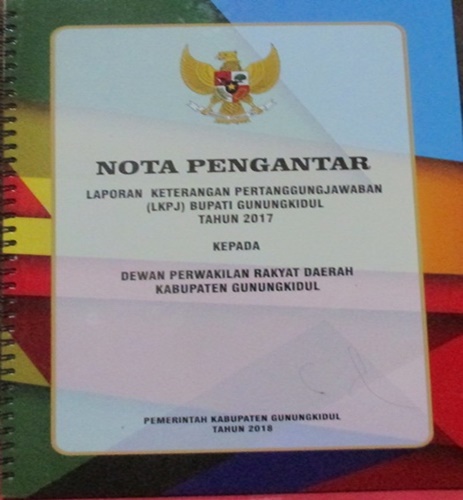 NOTA PENGANTAR
LAPORAN KETERANGAN PERTANGGUNGJAWABAN
(LKPJ) BUPATI GUNUNGKIDUL
TAHUN 2017
KEPADA
DEWAN PERWAKILAN RAKYAT DAERAH
KABUPATEN GUNUNGKIDUL
PEMERINTAH KABUPATEN GUNUNGKIDUL
TAHUN 2018